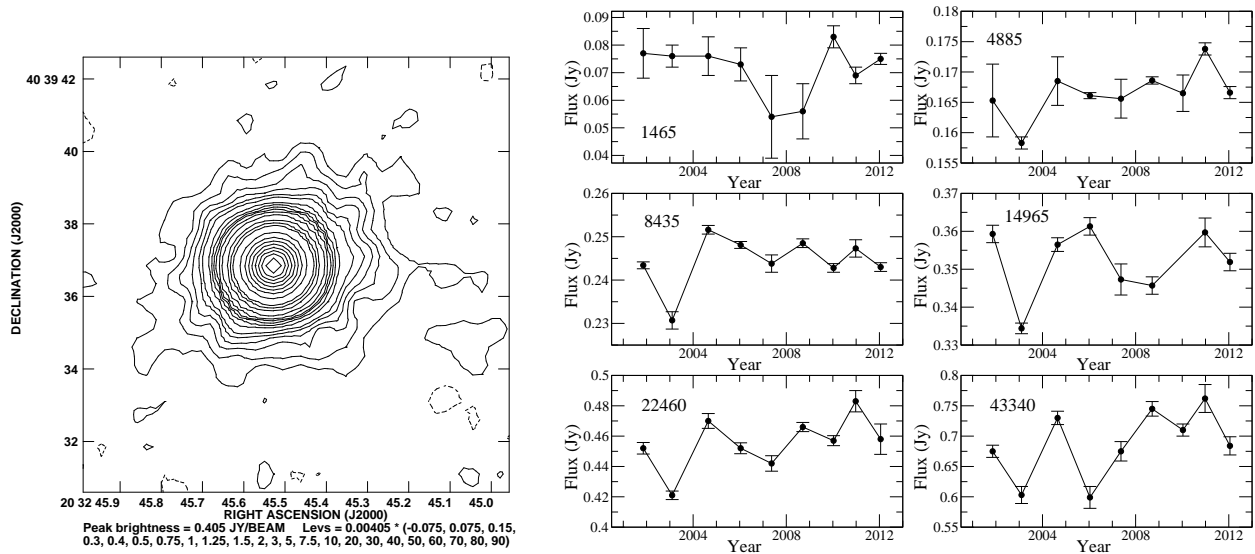 40 39 42
40
38
36
34
32
DECLINATION (J2000)
20 32 45.9 45.8 45.7 45.6 45.5 45.4 45.3 45.2 45.1 45.0
RIGHT ASCENSION (J2000)
Peak brightness = 0.405 JY/BEAM Levs = 0.00405 * (-0.075, 0.075, 0.15,
0.3, 0.4, 0.5, 0.75, 1, 1.25, 1.5, 2, 3, 5, 7.5, 10, 20, 30, 40, 50, 60, 70, 80, 90)
0.09
0.08
0.07
0.06
0.05
0.04
Flux (Jy)
1465
2004 2008 2012
Year
0.18
0.175
0.17
0.165
0.16
0.155
Flux (Jy)
4885
2004 2008 2012
Year
0.26
0.25
0.24
0.23
Flux (Jy)
8435
2004 2008 2012
Year
0.37
0.36
0.35
0.34
0.33
Flux (Jy)
14965
2004 2008 2012
Year
0.5
0.48
0.46
0.44
0.42
0.4
Flux (Jy)
22460
2004 2008 2012
Year
0.8
0.75
0.7
0.65
0.6
0.55
Flux (Jy)
43340
2004 2008 2012
Year